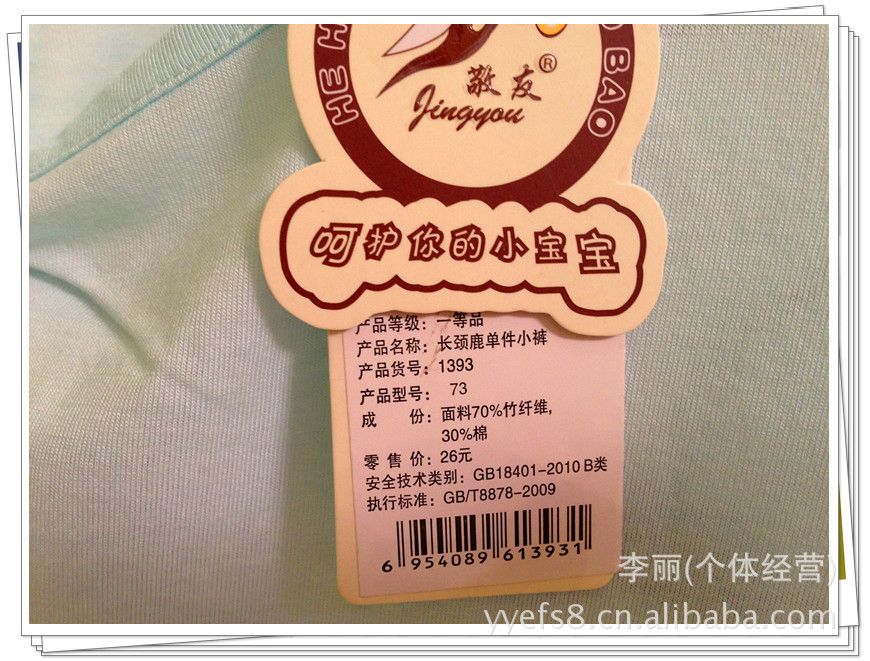 HE H
O BAO
敬友®
Jingyou
呵护你的小宝宝
产品等级：一等品
产品名称：长颈鹿单件小裤
产品货号：1393
产品型号： 73
成 份：面料70%竹纤维,
30%棉
零 售 价：26元
安全技术类别：GB18401-2010 B类
执行标准：GB/T8878-2009
6 954089 613931
李丽(个体经营)
yyefs8.cn.alibaba.com